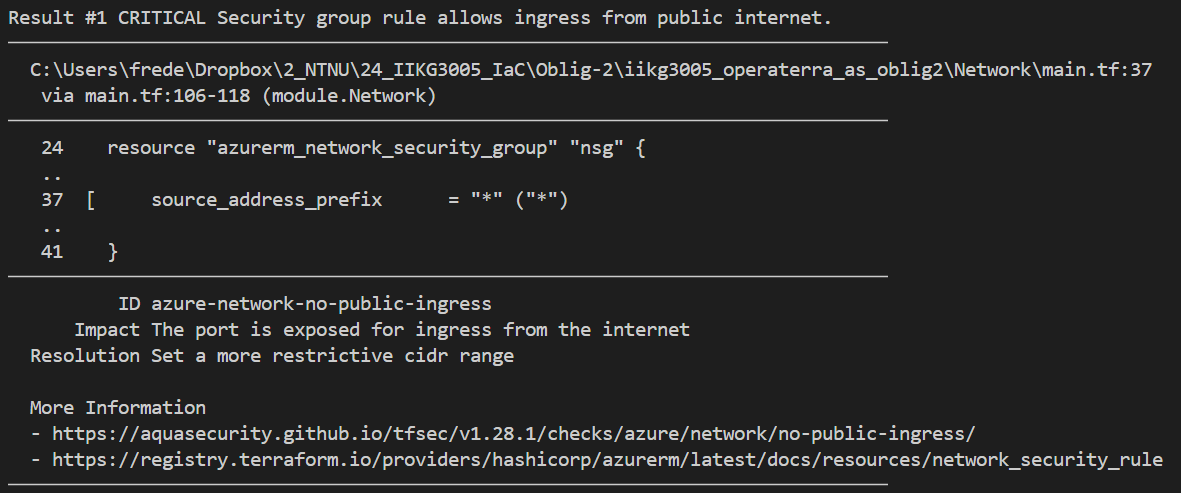 Result #1 CRITICAL Security group rule allows ingress from public internet.
C:\Users\frede\Dropbox\2_NTNU\24_IIKG3005_IaC\Oblig-2\iikg3005_operaterra_as_oblig2\Network\main.tf:37
via main.tf:106-118 (module.Network)
24 resource "azurerm_network_security_group" "nsg" {
..
37 [ source_address_prefix = "*" ("*")
..
41 }
ID azure-network-no-public-ingress
Impact The port is exposed for ingress from the internet
Resolution Set a more restrictive cidr range
More Information
- https://aquasecurity.github.io/tfsec/v1.28.1/checks/azure/network/no-public-ingress/
- https://registry.terraform.io/providers/hashicorp/azurerm/latest/docs/resources/network_security_rule